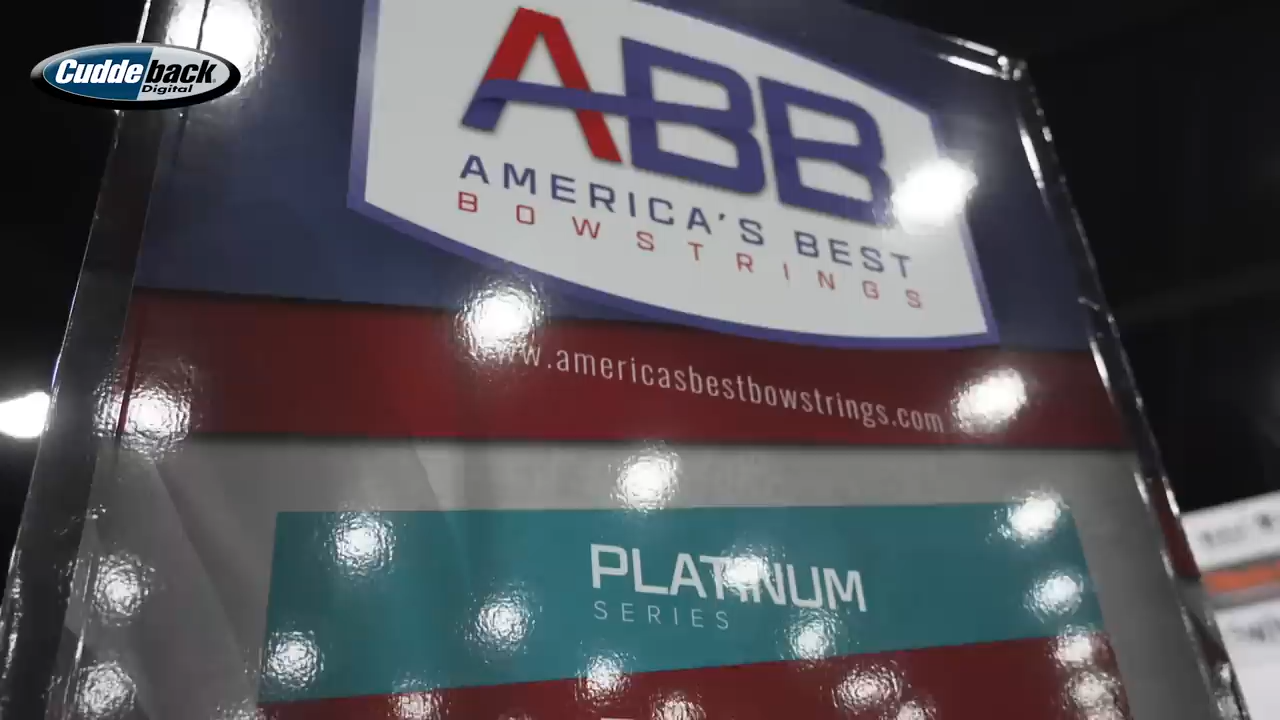 Cuddeback
Digital
ABB
AMERICA'S BEST
BOWSTRINGS
www.americasbestbowstrings.com
PLATINUM
SERIES